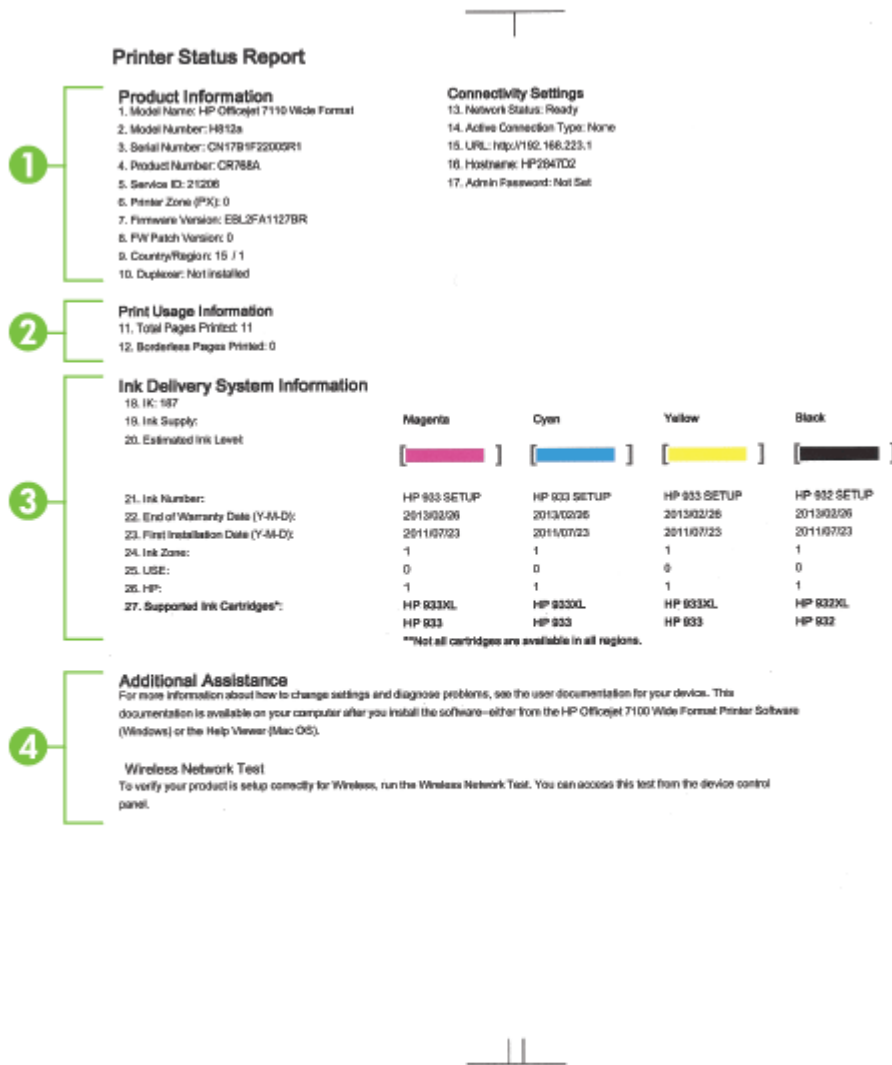 Printer Status Report
1
Product Information
1. Model Name: HP Officejet 7110 Wide Format
2. Model Number: H812a
3. Serial Number: CN17B1F22005R1
4. Product Number: CR768A
5. Service ID: 21206
6. Printer Zone (PX): 0
7. Firmware Version: EBL2FA1127BR
8. FW Patch Version: 0
9. Country/Region: 15 / 1
10. Duplexer: Not installed
Connectivity Settings
13. Network Status: Ready
14. Active Connection Type: None
15. URL: http://192.168.223.1
16. Hostname: HP2847D2
17. Admin Password: Not Set
2
Print Usage Information
11. Total Pages Printed: 11
12. Borderless Pages Printed: 0
3
Ink Delivery System Information
18. IK: 187
19. Ink Supply: Magenta Cyan Yellow Black
20. Estimated Ink Level:
21. Ink Number: HP 933 SETUP HP 933 SETUP HP 933 SETUP HP 932 SETUP
22. End of Warranty Date (Y-M-D): 2013/02/26 2013/02/26 2013/02/26 2013/02/26
23. First Installation Date (Y-M-D): 2011/07/23 2011/07/23 2011/07/23 2011/07/23
24. Ink Zone: 1 1 1 1
25. USE: 0 0 0 0
26. HP: 1 1 1 1
27. Supported Ink Cartridges*: HP 933XL HP 933XL HP 933XL HP 932XL
HP 933 HP 933 HP 933 HP 932
**Not all cartridges are available in all regions.
4
Additional Assistance
For more information about how to change settings and diagnose problems, see the user documentation for your device. This
documentation is available on your computer after you install the software–either from the HP Officejet 7100 Wide Format Printer Software
(Windows) or the Help Viewer (Mac OS).
Wireless Network Test
To verify your product is setup correctly for Wireless, run the Wireless Network Test. You can access this test from the device control
panel.